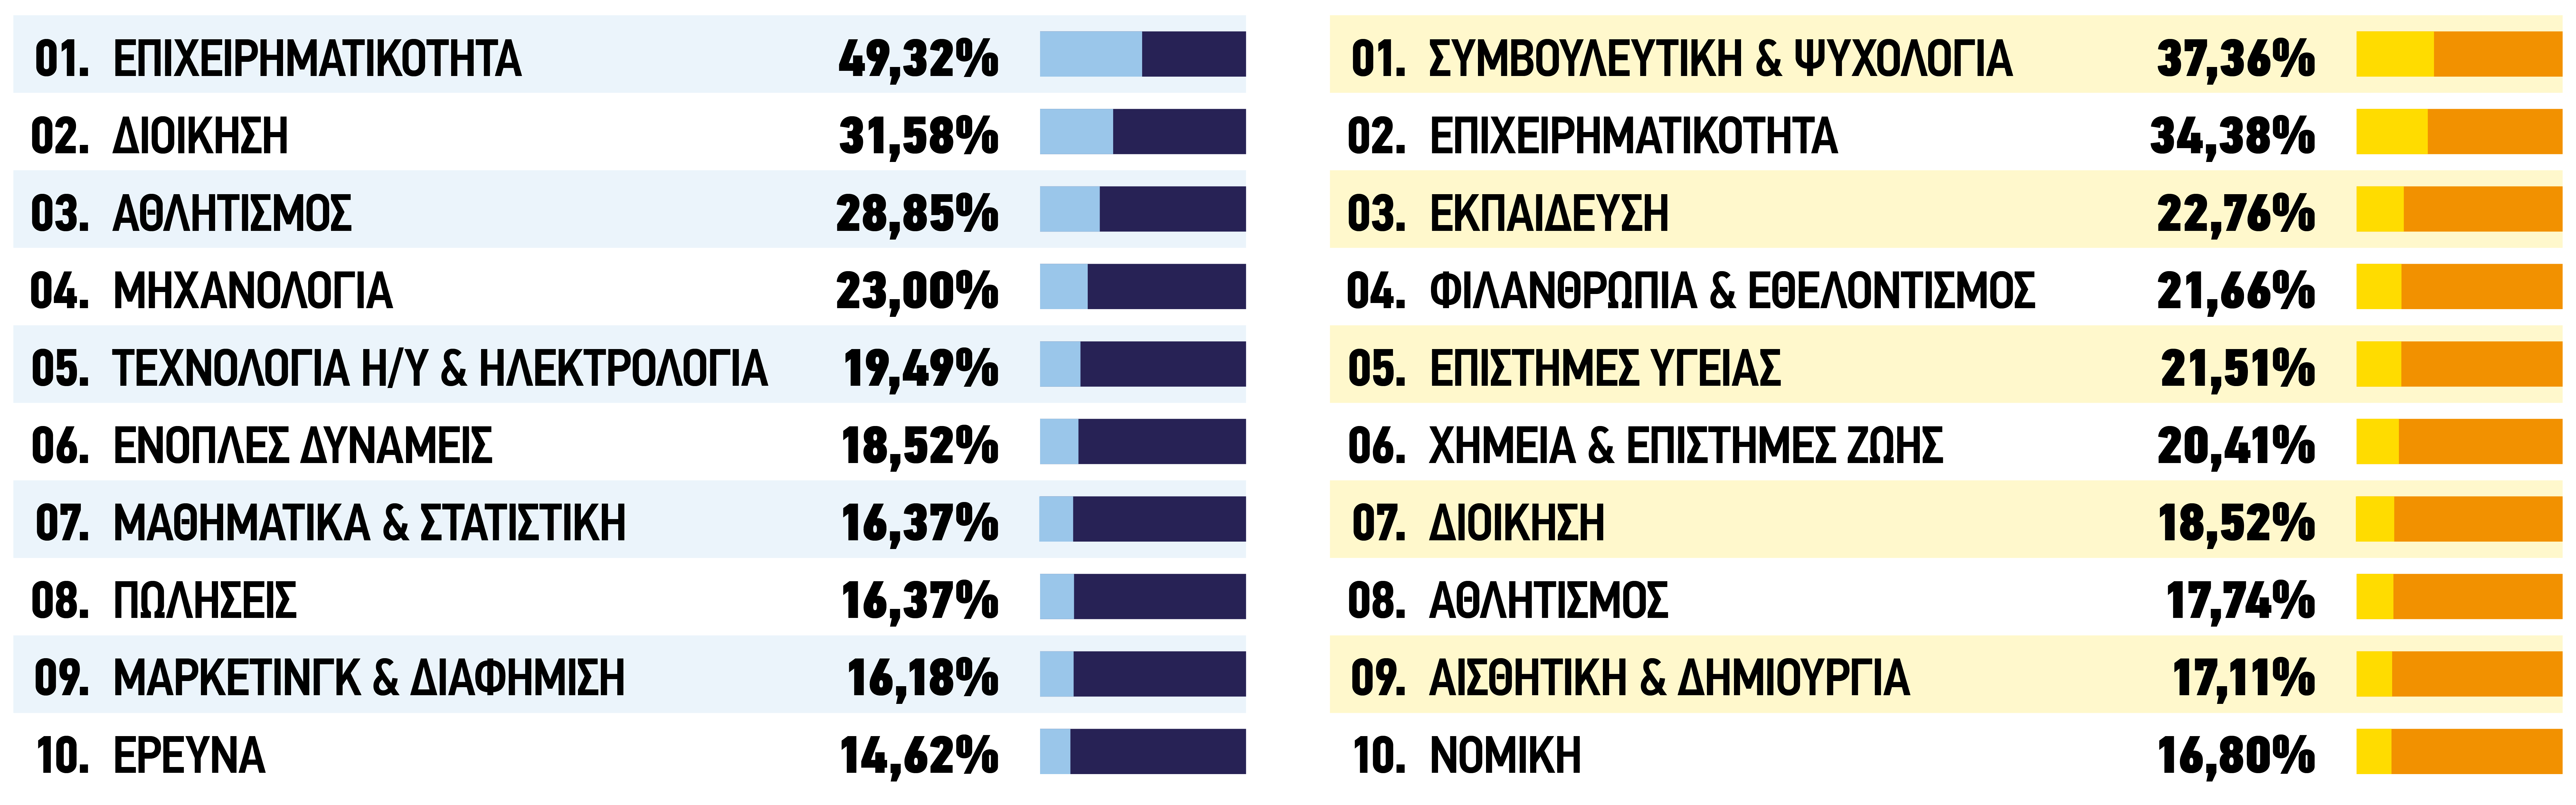 01. ΕΠΙΧΕΙΡΗΜΑΤΙΚΟΤΗΤΑ 49,32%
02. ΔΙΟΙΚΗΣΗ 31,58%
03. ΑΘΛΗΤΙΣΜΟΣ 28,85%
04. ΜΗΧΑΝΟΛΟΓΙΑ 23,00%
05. ΤΕΧΝΟΛΟΓΙΑ Η/Υ & ΗΛΕΚΤΡΟΛΟΓΙΑ 19,49%
06. ΕΝΟΠΛΕΣ ΔΥΝΑΜΕΙΣ 18,52%
07. ΜΑΘΗΜΑΤΙΚΑ & ΣΤΑΤΙΣΤΙΚΗ 16,37%
08. ΠΩΛΗΣΕΙΣ 16,37%
09. ΜΑΡΚΕΤΙΝΓΚ & ΔΙΑΦΗΜΙΣΗ 16,18%
10. ΕΡΕΥΝΑ 14,62%
01. ΣΥΜΒΟΥΛΕΥΤΙΚΗ & ΨΥΧΟΛΟΓΙΑ 37,36%
02. ΕΠΙΧΕΙΡΗΜΑΤΙΚΟΤΗΤΑ 34,38%
03. ΕΚΠΑΙΔΕΥΣΗ 22,76%
04. ΦΙΛΑΝΘΡΩΠΙΑ & ΕΘΕΛΟΝΤΙΣΜΟΣ 21,66%
05. ΕΠΙΣΤΗΜΕΣ ΥΓΕΙΑΣ 21,51%
06. ΧΗΜΕΙΑ & ΕΠΙΣΤΗΜΕΣ ΖΩΗΣ 20,41%
07. ΔΙΟΙΚΗΣΗ 18,52%
08. ΑΘΛΗΤΙΣΜΟΣ 17,74%
09. ΑΙΣΘΗΤΙΚΗ & ΔΗΜΙΟΥΡΓΙΑ 17,11%
10. ΝΟΜΙΚΗ 16,80%